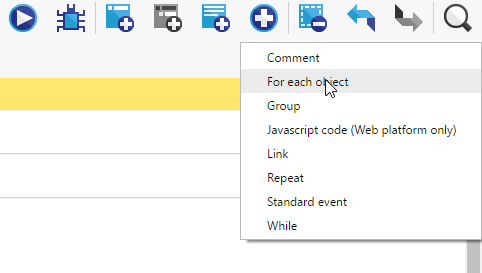 Comment
For each object
Group
Javascript code (Web platform only)
Link
Repeat
Standard event
While